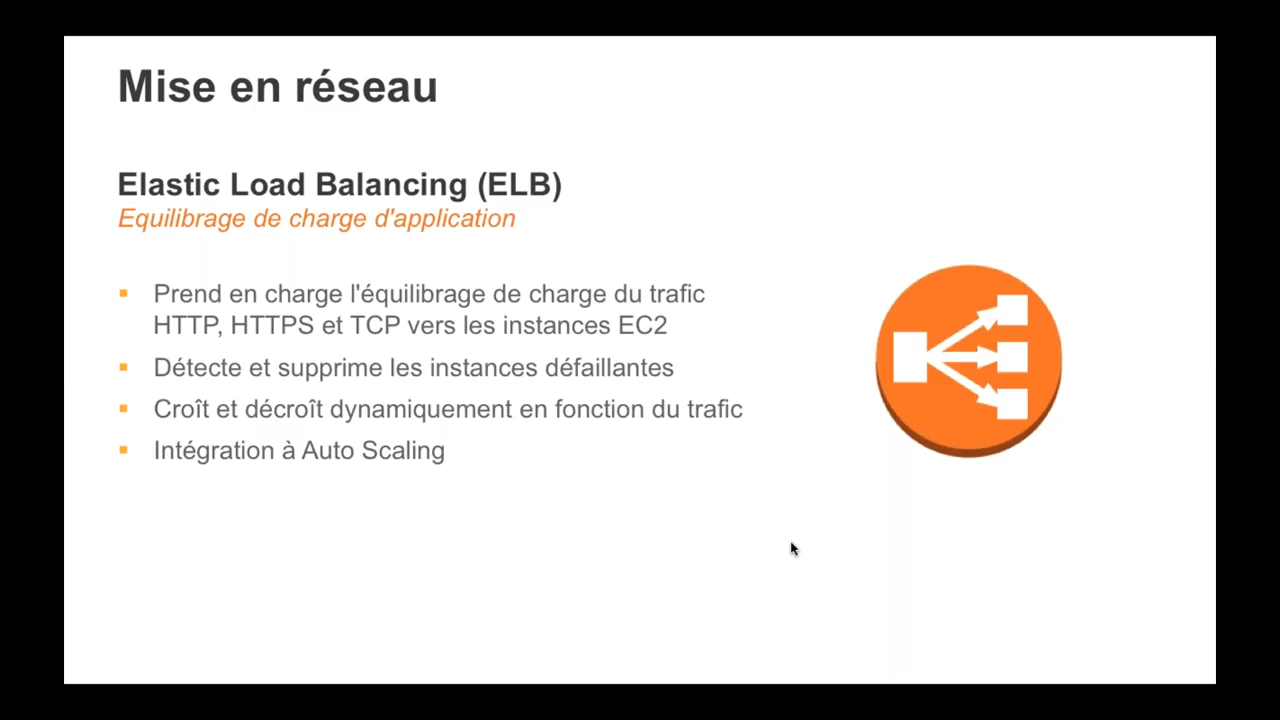 Mise en réseau
Elastic Load Balancing (ELB)
Equilibrage de charge d'application
Prend en charge l'équilibrage de charge du trafic
HTTP, HTTPS et TCP vers les instances EC2
Détecte et supprime les instances défaillantes
Croît et décroît dynamiquement en fonction du trafic
Intégration à Auto Scaling